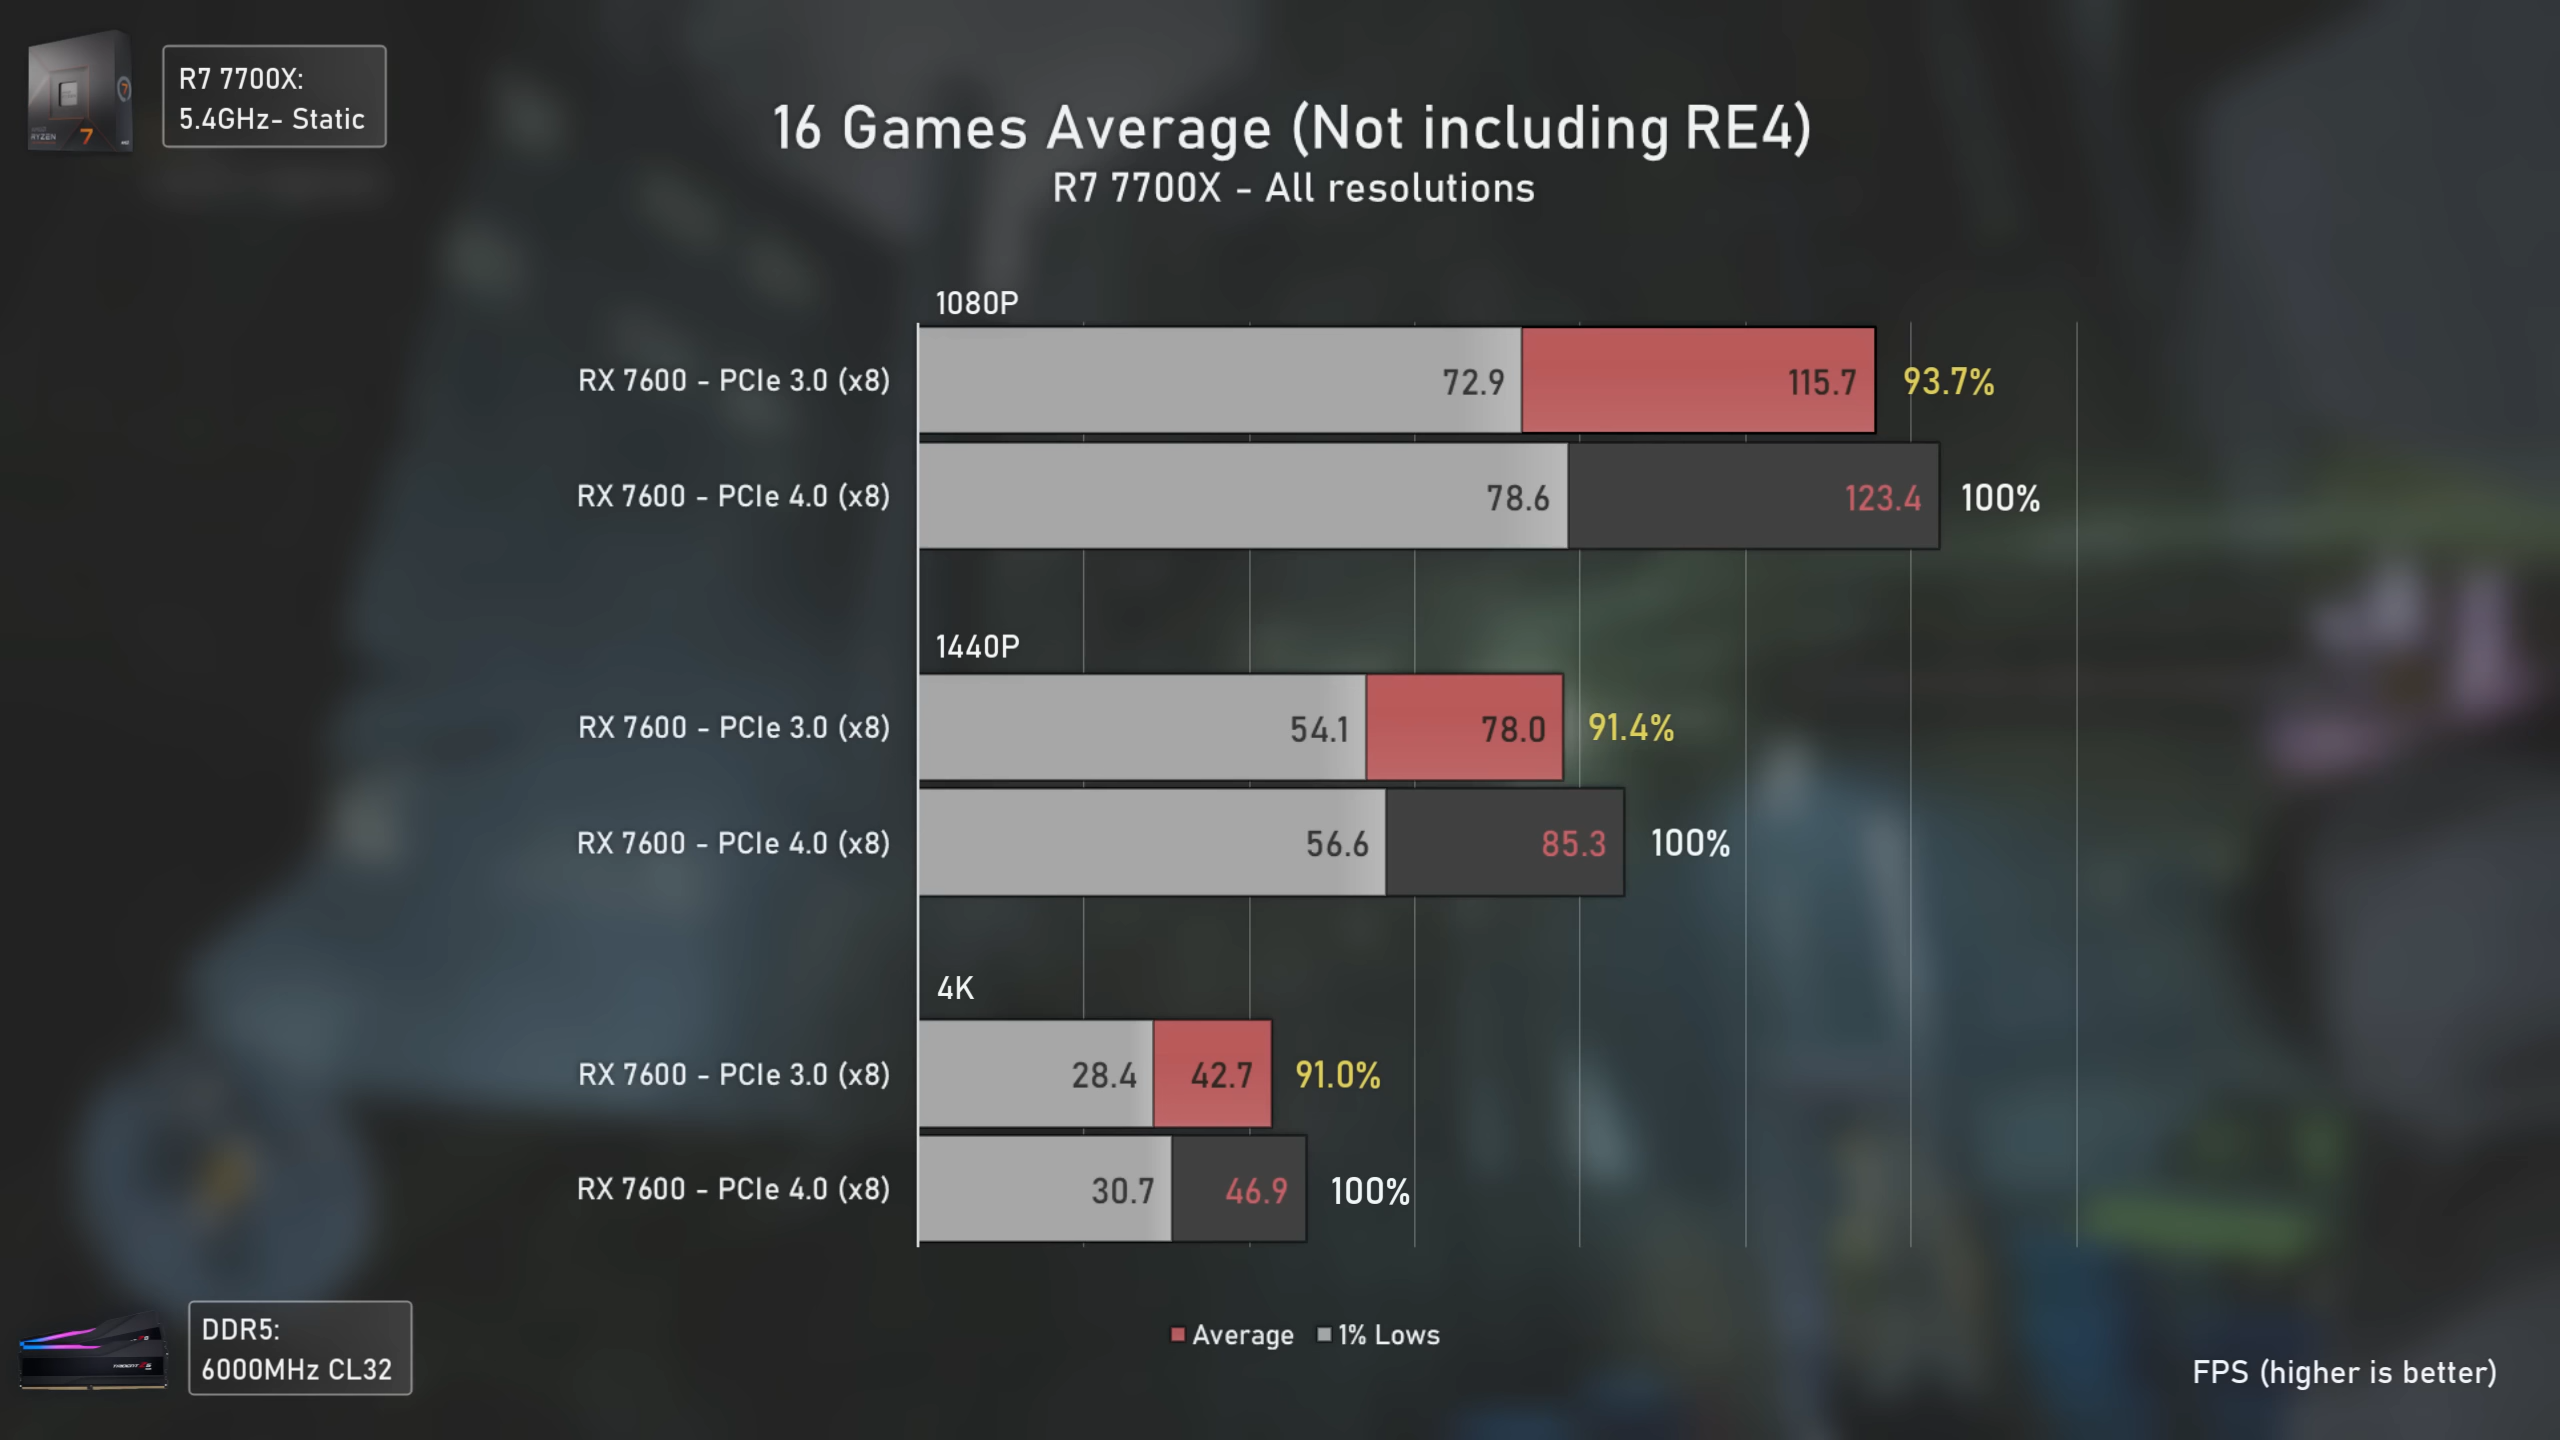 R7 7700X:
5.4GHz- Static
RYZEN
7
7
16 Games Average (Not including RE4)
R7 7700X - All resolutions
1080P
RX 7600 - PCIe 3.0 (x8)
72.9
115.7
93.7%
RX 7600 - PCIe 4.0 (x8)
78.6
123.4
100%
1440P
RX 7600 - PCIe 3.0 (x8)
54.1
78.0
91.4%
RX 7600 - PCIe 4.0 (x8)
56.6
85.3
100%
4K
RX 7600 - PCIe 3.0 (x8)
28.4
42.7
91.0%
RX 7600 - PCIe 4.0 (x8)
30.7
46.9
100%
DDR5:
6000MHz CL32
Average
1% Lows
FPS (higher is better)